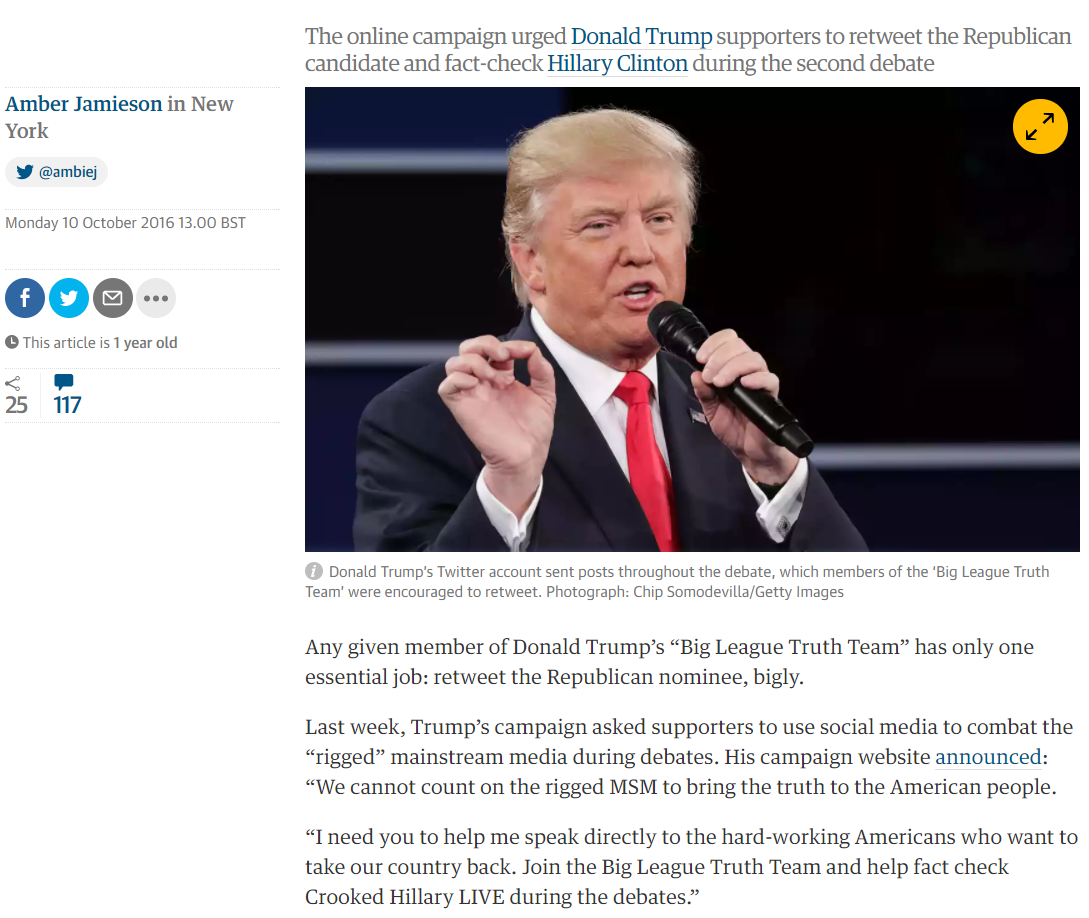 The online campaign urged Donald Trump supporters to retweet the Republican
candidate and fact-check Hillary Clinton during the second debate
Amber Jamieson in New
York
@ambiej
Monday 10 October 2016 13.00 BST
This article is 1 year old
25
117
Donald Trump's Twitter account sent posts throughout the debate, which members of the ‘Big League Truth
Team’ were encouraged to retweet. Photograph: Chip Somodevilla/Getty Images
Any given member of Donald Trump’s “Big League Truth Team” has only one
essential job: retweet the Republican nominee, bigly.
Last week, Trump’s campaign asked supporters to use social media to combat the
“rigged” mainstream media during debates. His campaign website announced:
“We cannot count on the rigged MSM to bring the truth to the American people.
“I need you to help me speak directly to the hard-working Americans who want to
take our country back. Join the Big League Truth Team and help fact check
Crooked Hillary LIVE during the debates.”